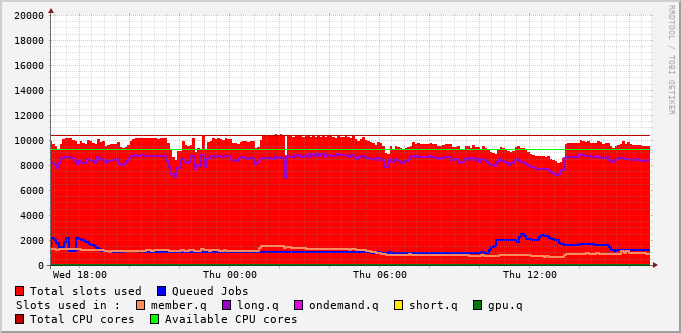 RRDTOOL / TOBI OETIKER
20000
18000
16000
14000
12000
10000
8000
6000
4000
2000
0
Wed 18:00 Thu 00:00 Thu 06:00 Thu 12:00
Total slots used Queued Jobs
Slots used in : member.q long.q ondemand.q short.q gpu.q
Total CPU cores Available CPU cores